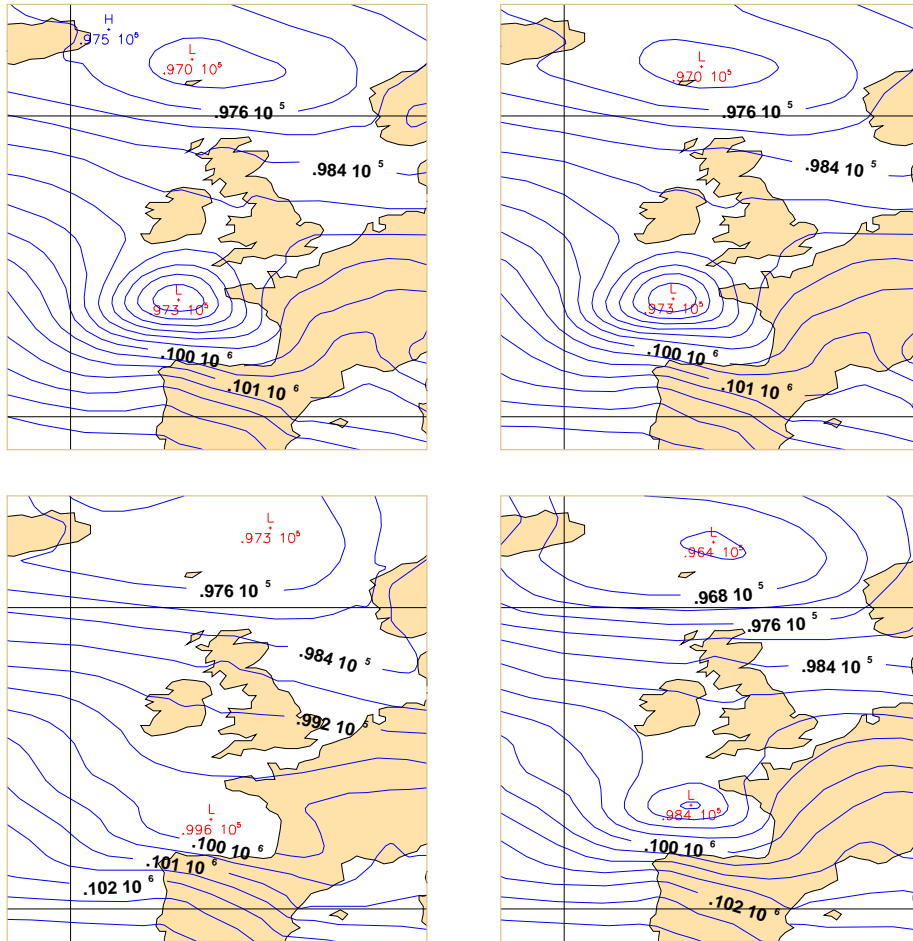 H
.975 10⁵
L
.970 10⁵
.976 10 ⁵
.984 10 ⁵
L
.973 10⁵
.100 10 ⁶
.101 10 ⁶
L
.970 10⁵
.976 10 ⁵
.984 10 ⁵
L
.973 10⁵
.100 10 ⁶
.101 10 ⁶
L
.973 10⁵
.976 10 ⁵
.984 10 ⁵
.992 10 ⁵
L
.996 10⁵
.100 10 ⁶
.101 10 ⁶
.102 10 ⁶
L
.964 10⁵
.968 10 ⁵
.976 10 ⁵
.984 10 ⁵
L
.984 10⁵
.100 10 ⁶
.102 10 ⁶